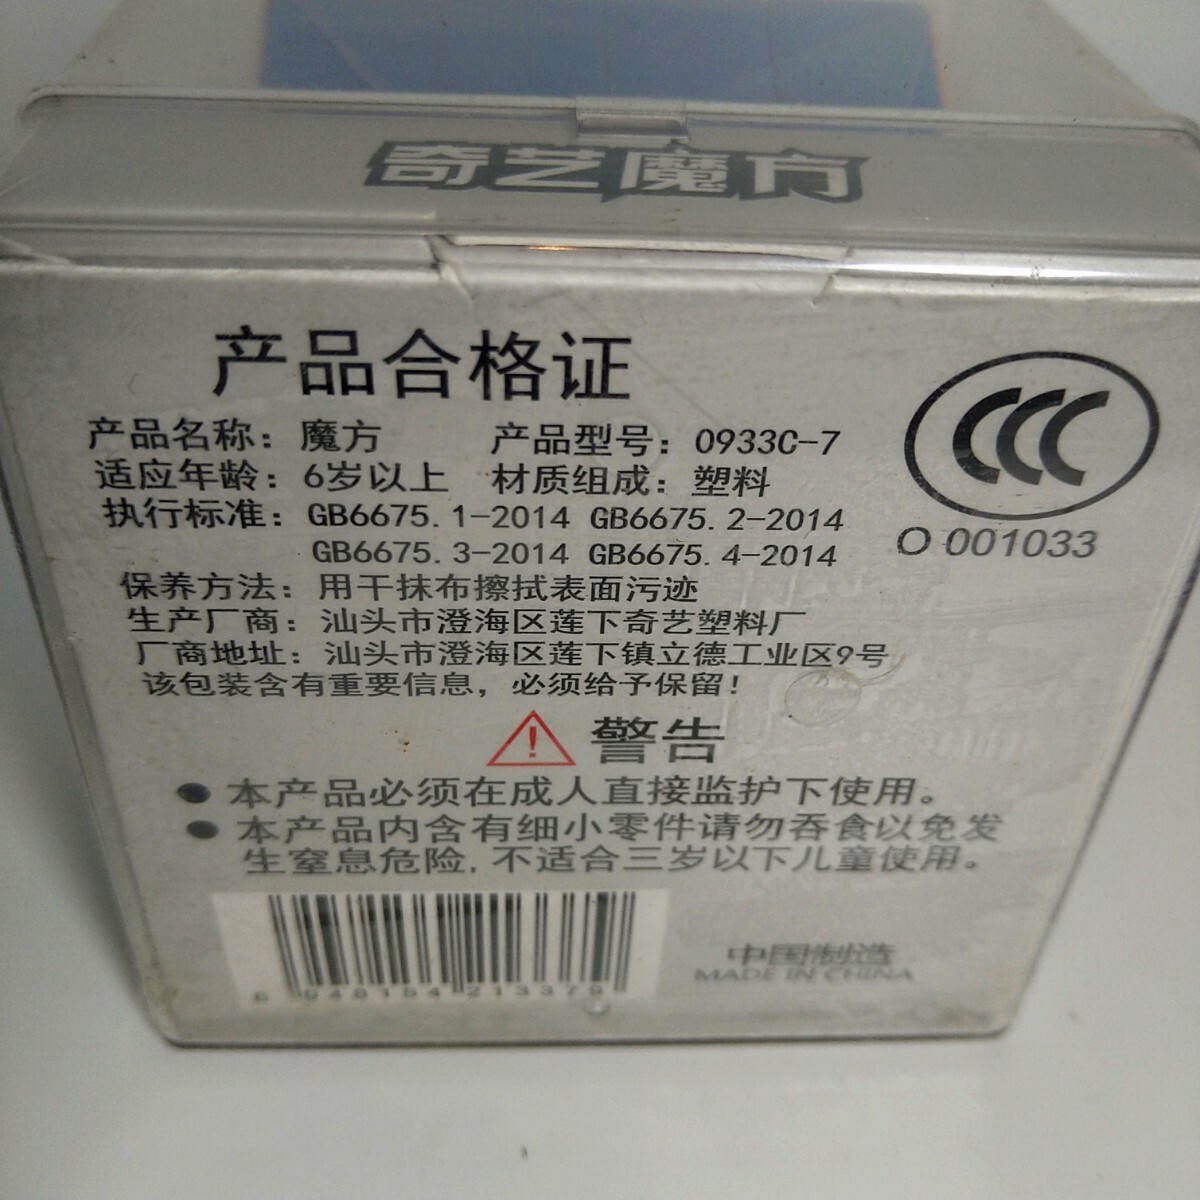 奇艺魔方
产品合格证
CCC
产品名称：魔方 产品型号：0933C-7
适应年龄：6岁以上 材质组成：塑料
执行标准：GB6675.1-2014 GB6675.2-2014
O 001033
GB6675.3-2014 GB6675.4-2014
保养方法：用干抹布擦拭表面污迹
生产厂商：汕头市澄海区莲下奇艺塑料厂
厂商地址：汕头市澄海区莲下镇立德工业区9号
该包装含有重要信息，必须给予保留！
警告
● 本产品必须在成人直接监护下使用。
● 本产品内含有细小零件请勿吞食以免发
生窒息危险,不适合三岁以下儿童使用。
中国制造
MADE IN CHINA
6 948154 213379